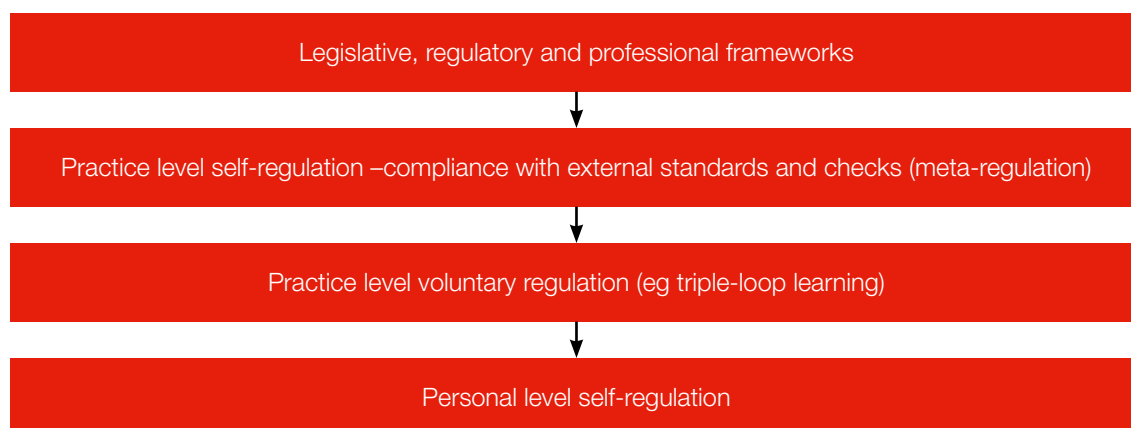 Legislative, regulatory and professional frameworks
Practice level self-regulation –compliance with external standards and checks (meta-regulation)
Practice level voluntary regulation (eg triple-loop learning)
Personal level self-regulation